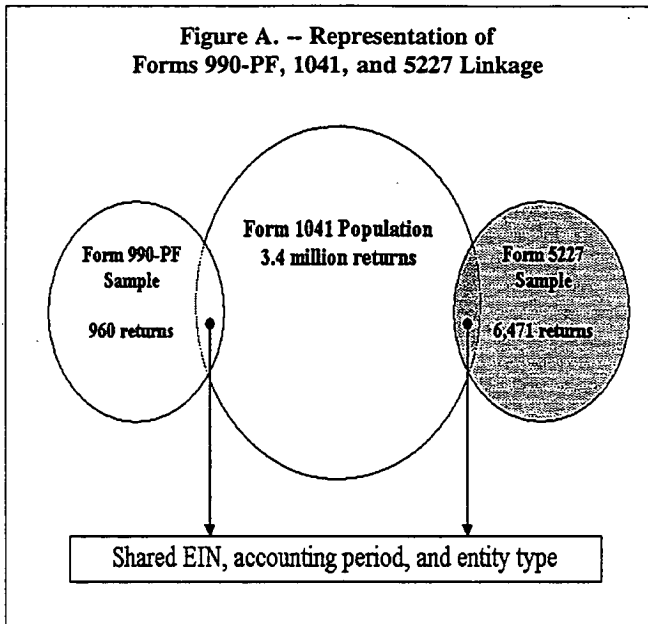 Figure A. -- Representation of
Forms 990-PF, 1041, and 5227 Linkage
Form 990-PF
Sample
960 returns
Form 1041 Population
3.4 million returns
Form 5227
Sample
6,471 returns
Shared EIN, accounting period, and entity type